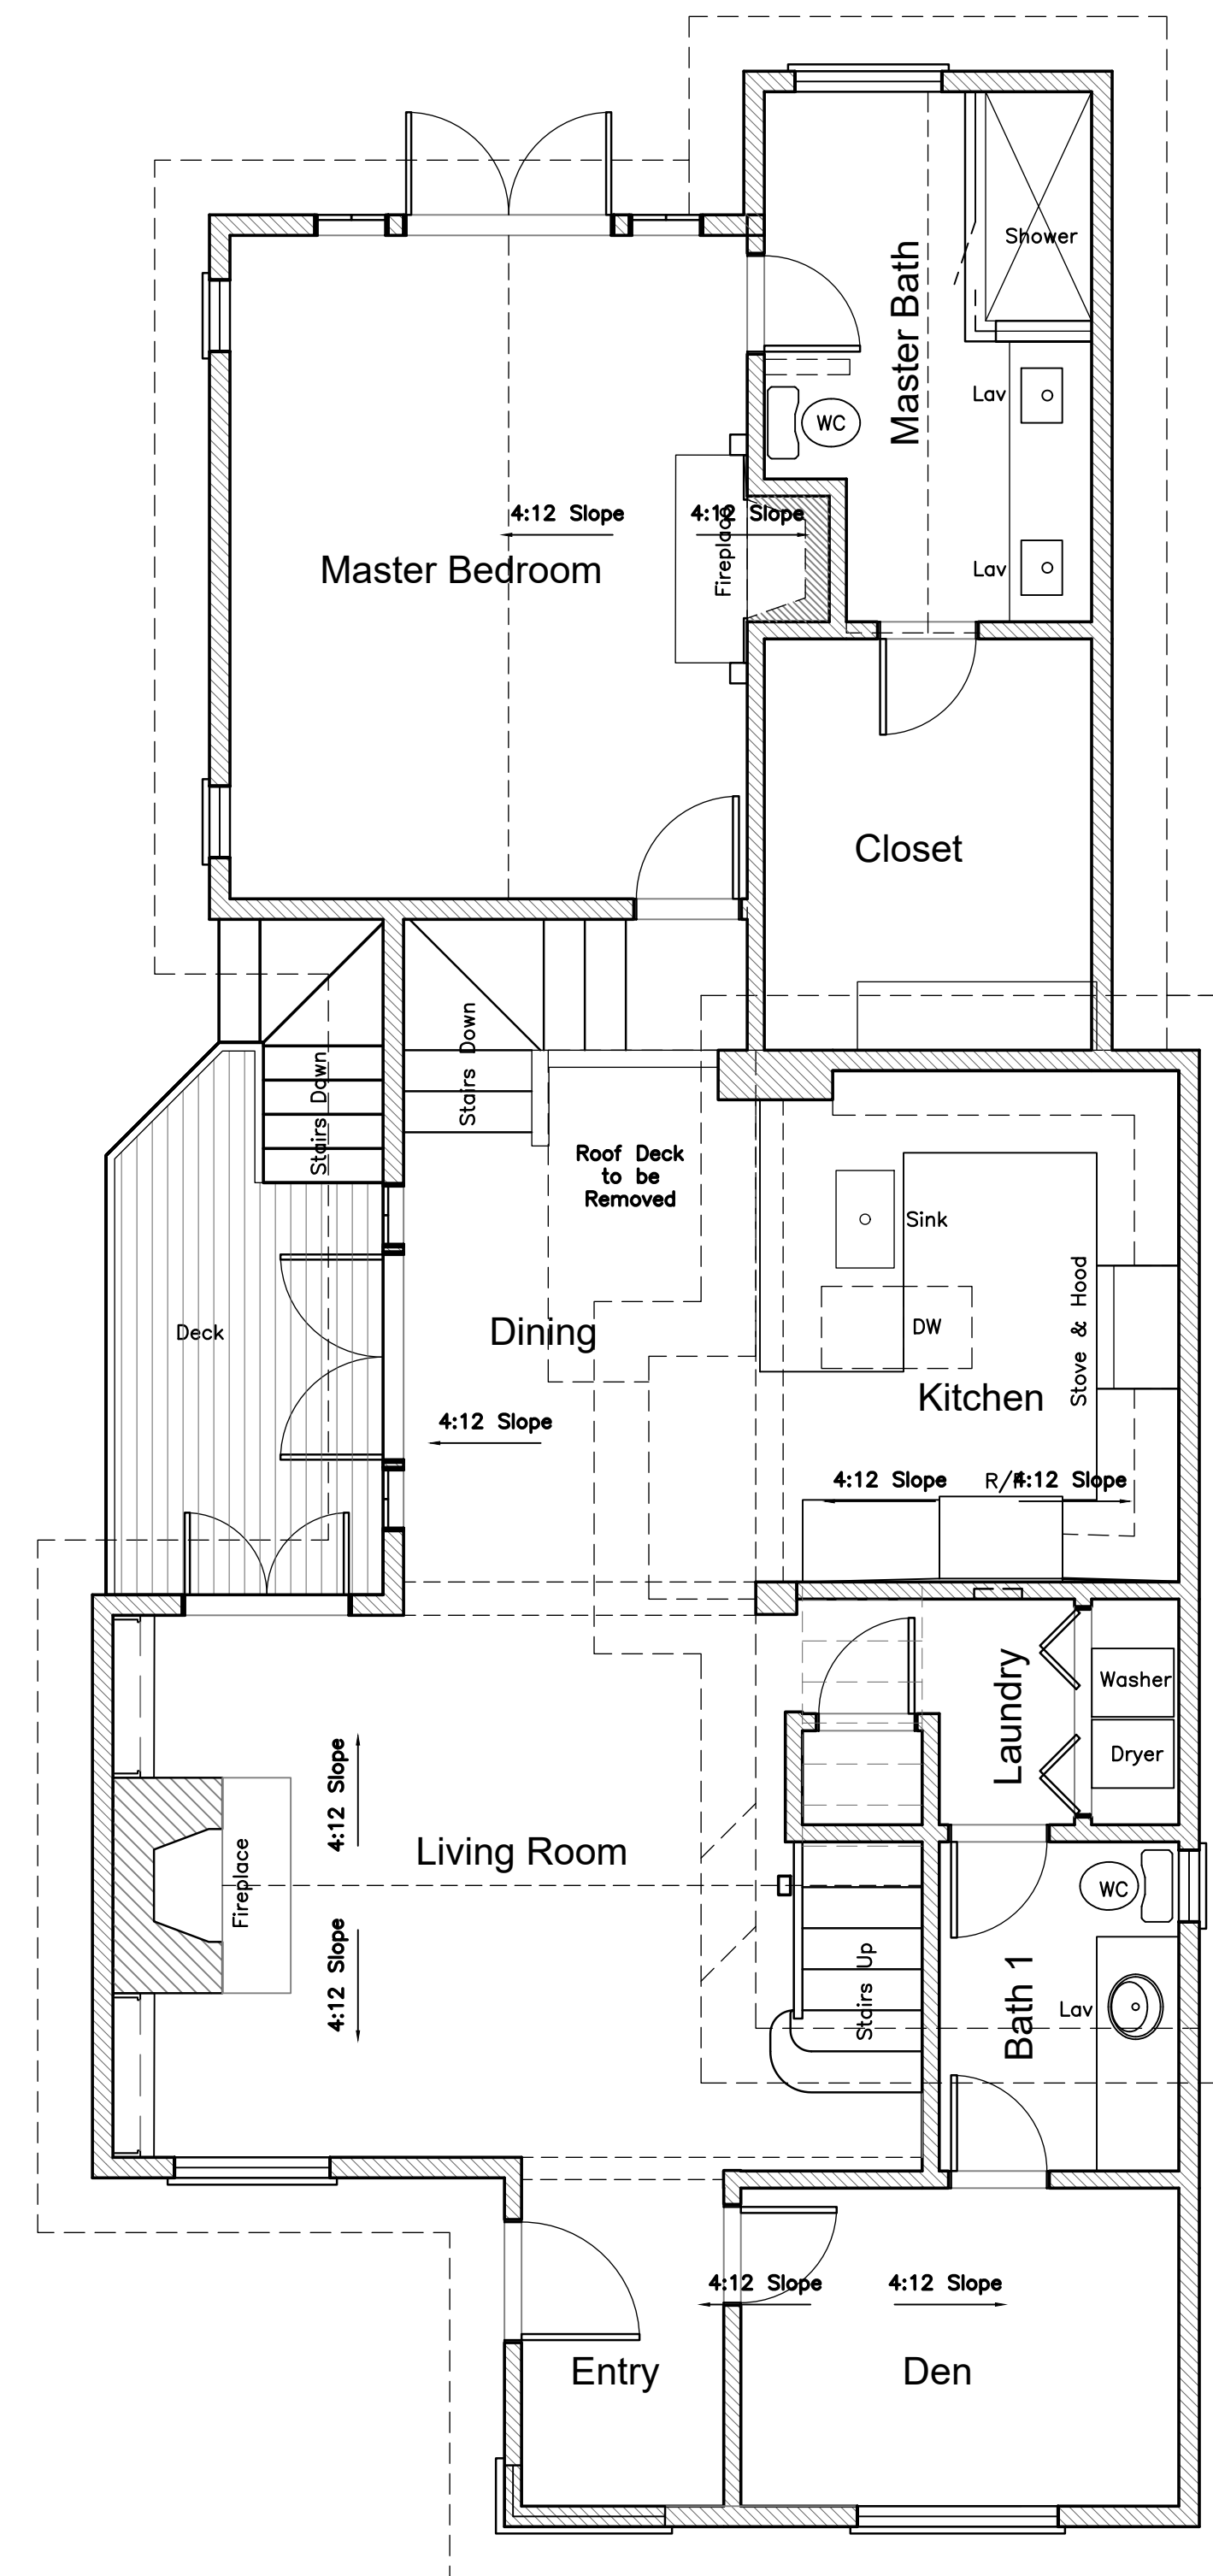 Shower
Master Bath
Lav
WC
4:12 Slope
4:12 Slope
Fireplace
Master Bedroom
Lav
Closet
Stairs Down
Stairs Down
Roof Deck
to be
Removed
Sink
Deck
Dining
DW
Stove & Hood
Kitchen
4:12 Slope
4:12 Slope
R/F
4:12 Slope
Laundry
Washer
Dryer
4:12 Slope
Living Room
Fireplace
WC
4:12 Slope
Stairs Up
Bath 1
Lav
4:12 Slope
4:12 Slope
Entry
Den